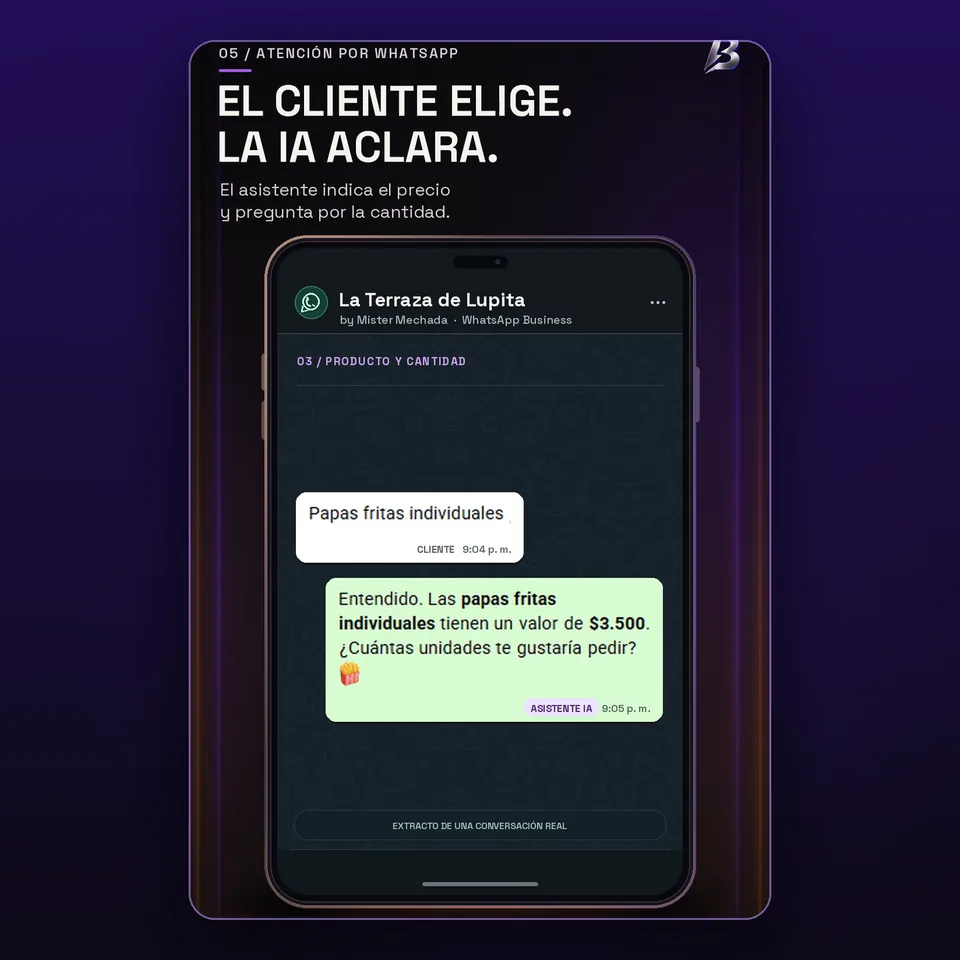 05 / ATENCIÓN POR WHATSAPP
B
EL CLIENTE ELIGE.
LA IA ACLARA.
El asistente indica el precio
y pregunta por la cantidad.
La Terraza de Lupita
by Mister Mechada · WhatsApp Business
03 / PRODUCTO Y CANTIDAD
Papas fritas individuales
CLIENTE 9:04 p. m.
Entendido. Las papas fritas
individuales tienen un valor de $3.500.
¿Cuántas unidades te gustaría pedir?
ASISTENTE IA 9:05 p. m.
EXTRACTO DE UNA CONVERSACIÓN REAL